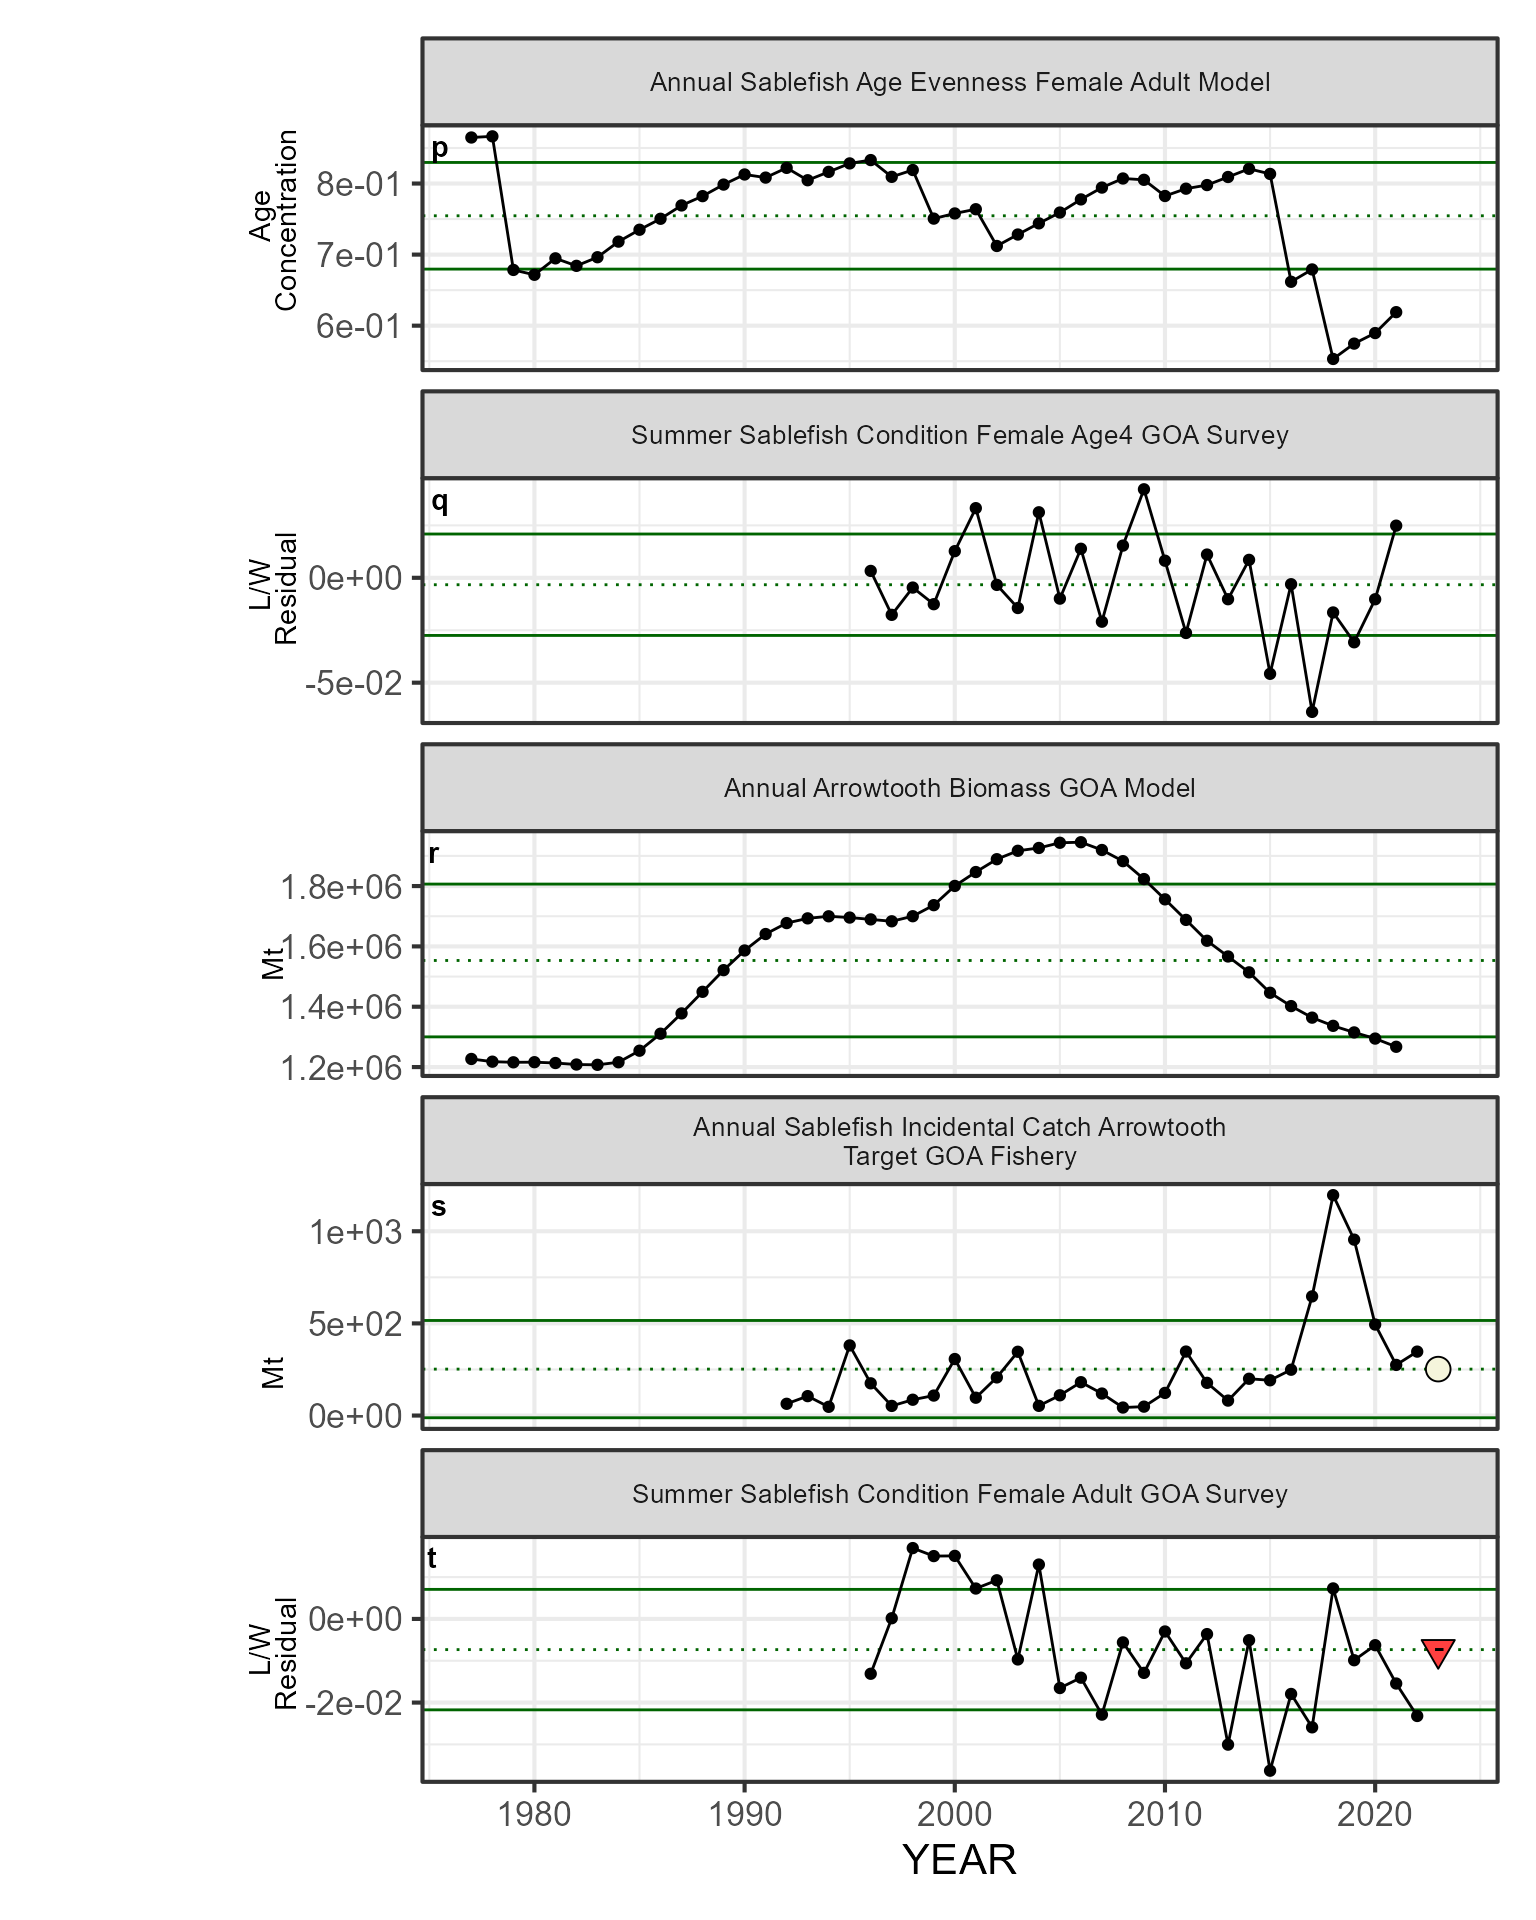 Annual Sablefish Age Evenness Female Adult Model
p
Age
Concentration
8e-01
7e-01
6e-01
Summer Sablefish Condition Female Age4 GOA Survey
q
L/W
Residual
0e+00
-5e-02
Annual Arrowtooth Biomass GOA Model
r
Mt
1.8e+06
1.6e+06
1.4e+06
1.2e+06
Annual Sablefish Incidental Catch Arrowtooth
Target GOA Fishery
s
Mt
1e+03
5e+02
0e+00
Summer Sablefish Condition Female Adult GOA Survey
t
L/W
Residual
0e+00
-2e-02
-
1980 1990 2000 2010 2020
YEAR